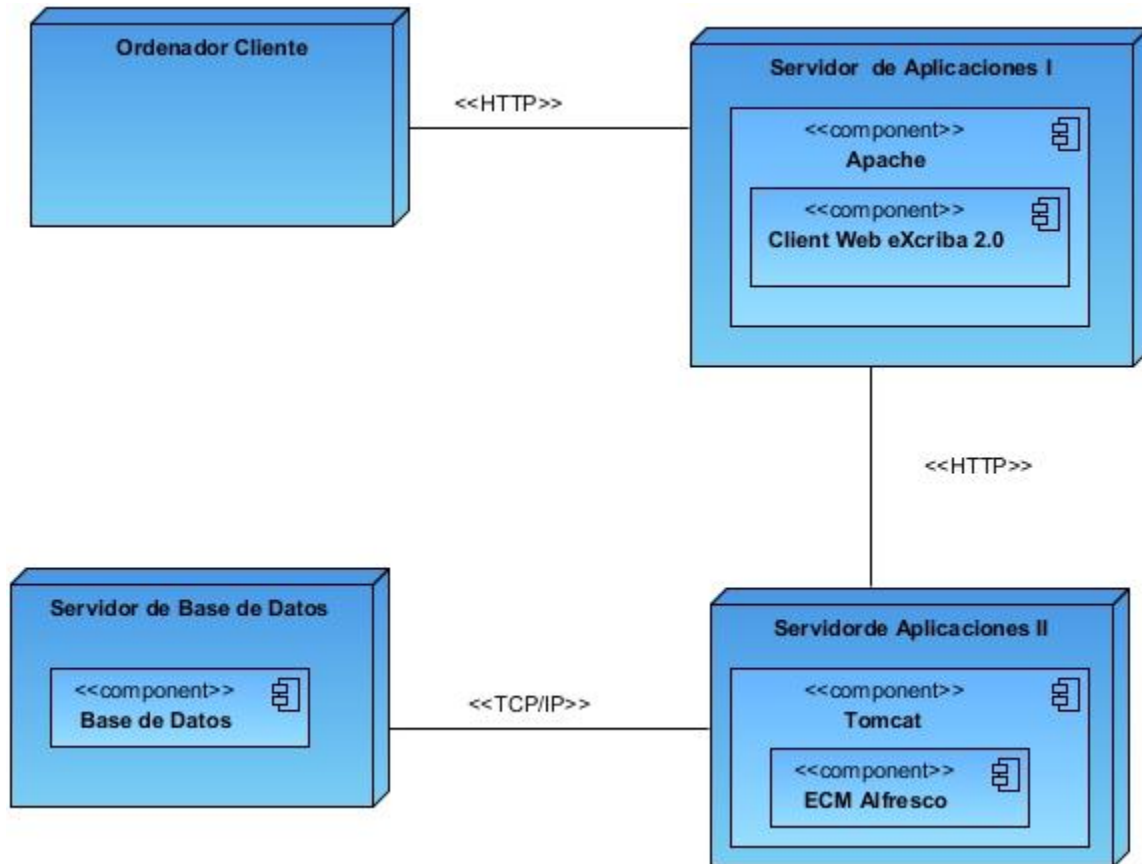 Ordenador Cliente
<<HTTP>>
Servidor de Aplicaciones I
<<component>>
Apache
<<component>>
Client Web eXcriba 2.0
<<HTTP>>
Servidor de Base de Datos
<<component>>
Base de Datos
<<TCP/IP>>
Servidorde Aplicaciones II
<<component>>
Tomcat
<<component>>
ECM Alfresco